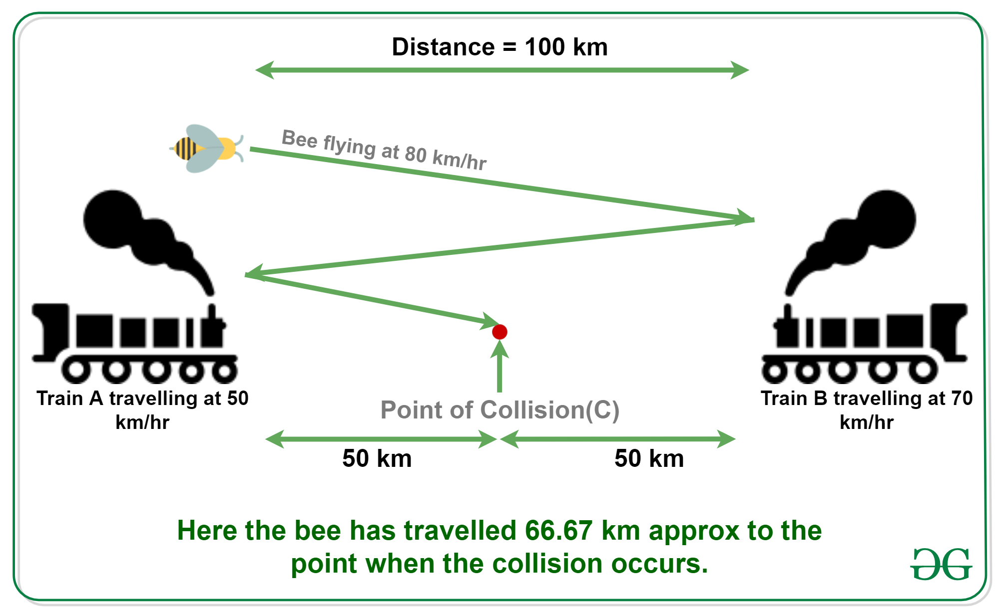 Distance = 100 km
Bee flying at 80 km/hr
Train A travelling at 50
km/hr
Train B travelling at 70
km/hr
Point of Collision(C)
50 km
50 km
Here the bee has travelled 66.67 km approx to the
point when the collision occurs.